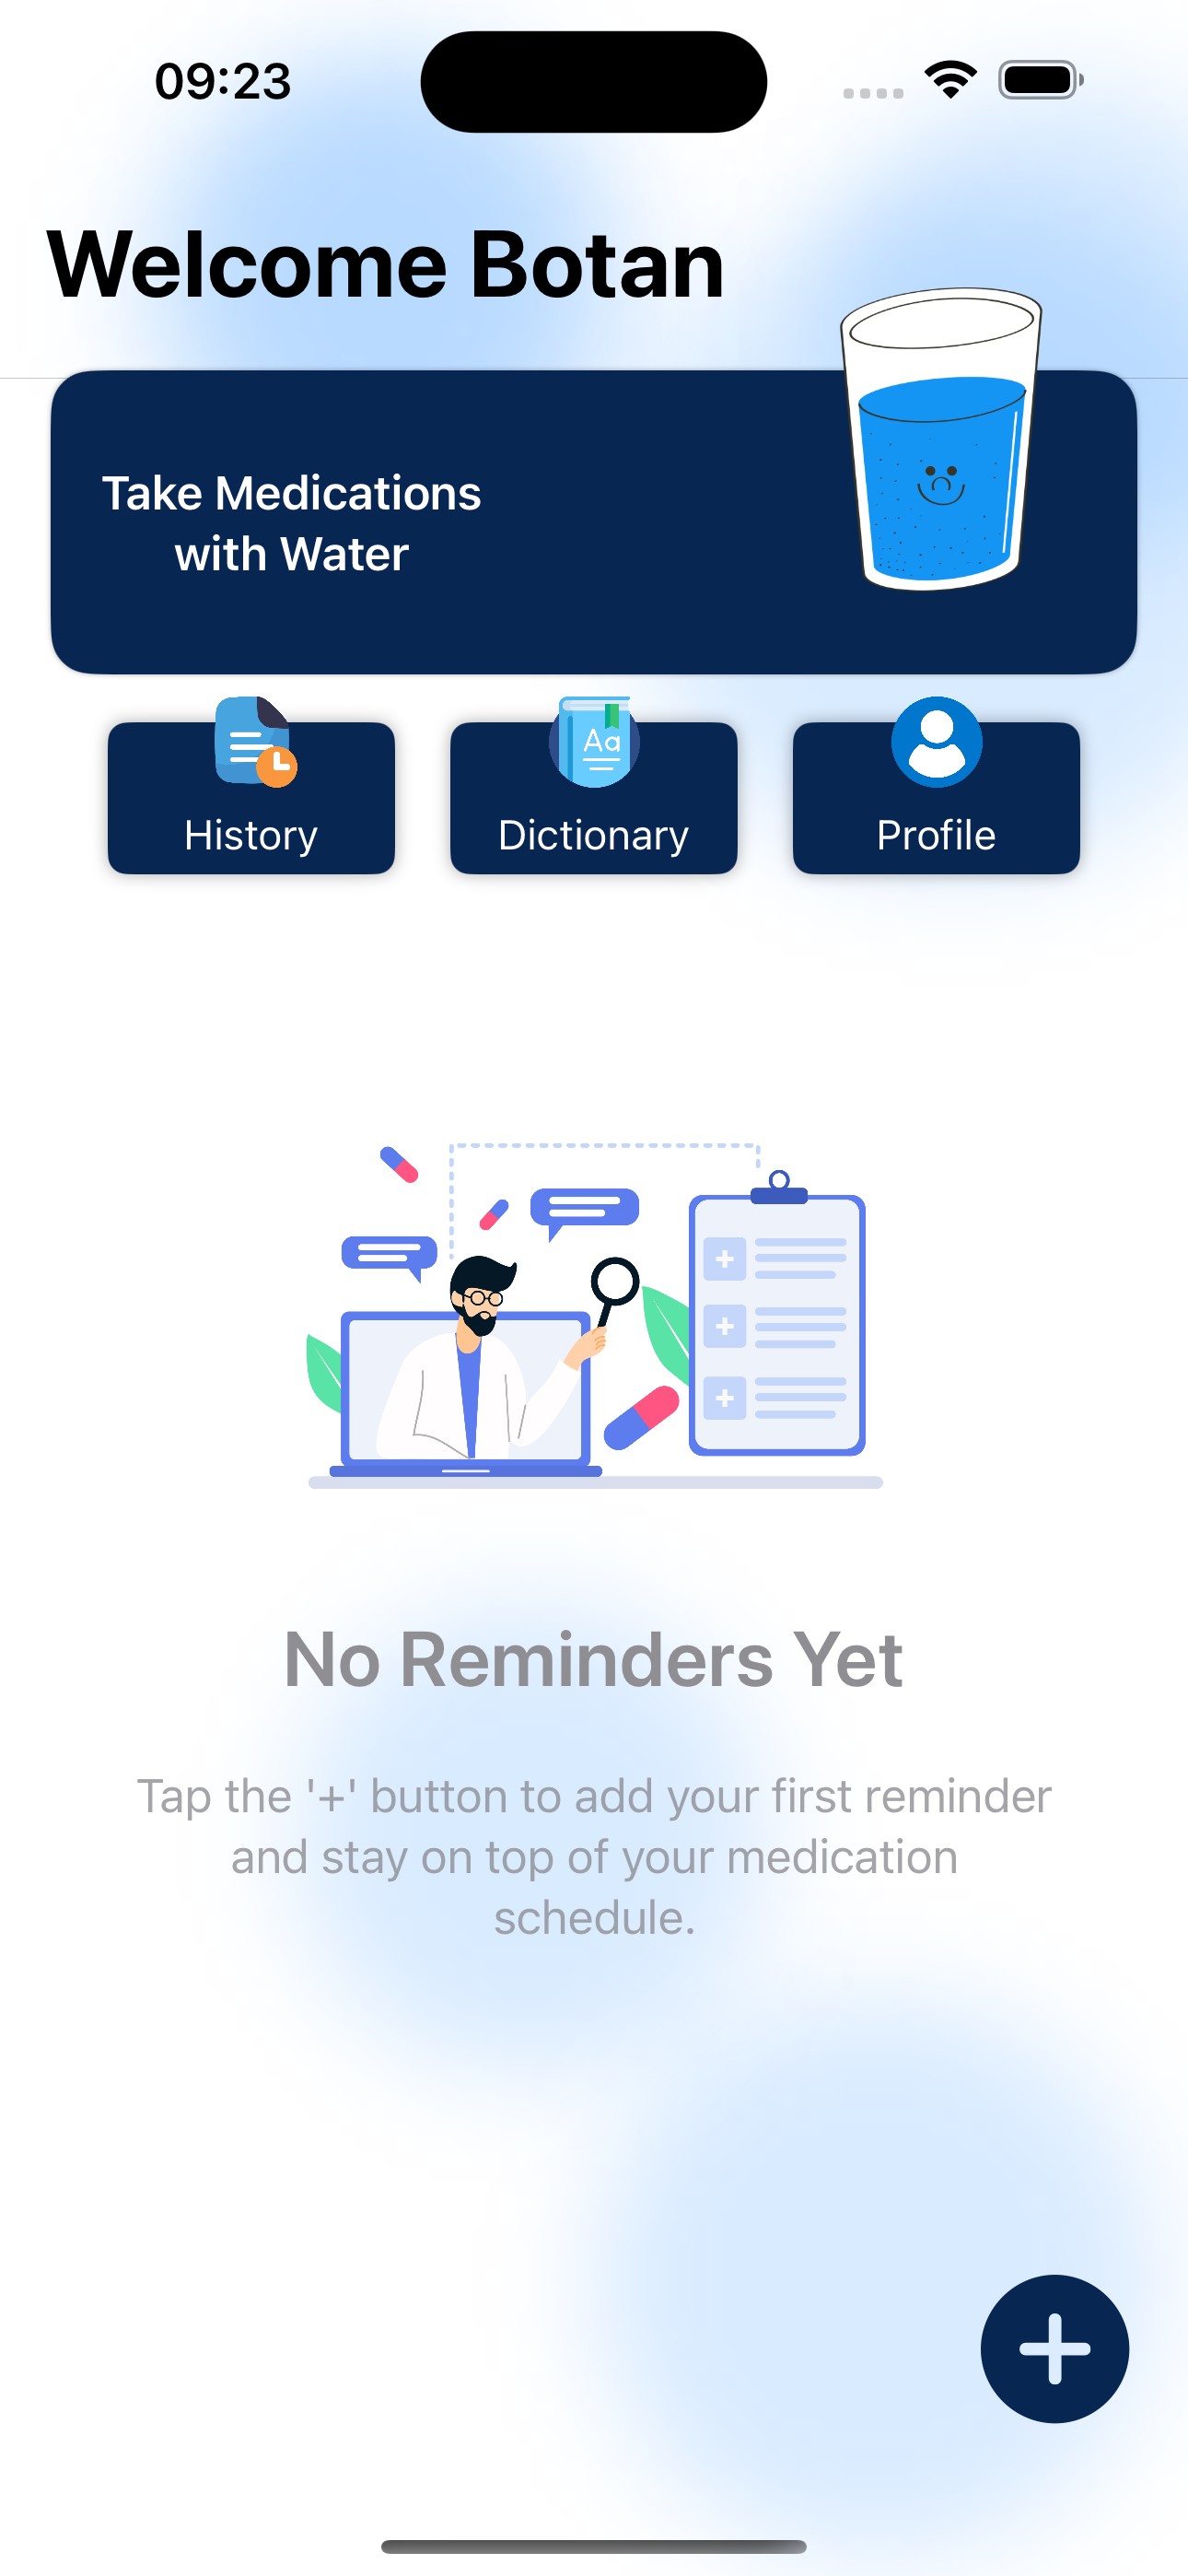 09:23
Welcome Botan
Take Medications
with Water
History
Dictionary
Aa
Profile
No Reminders Yet
Tap the '+' button to add your first reminder
and stay on top of your medication
schedule.